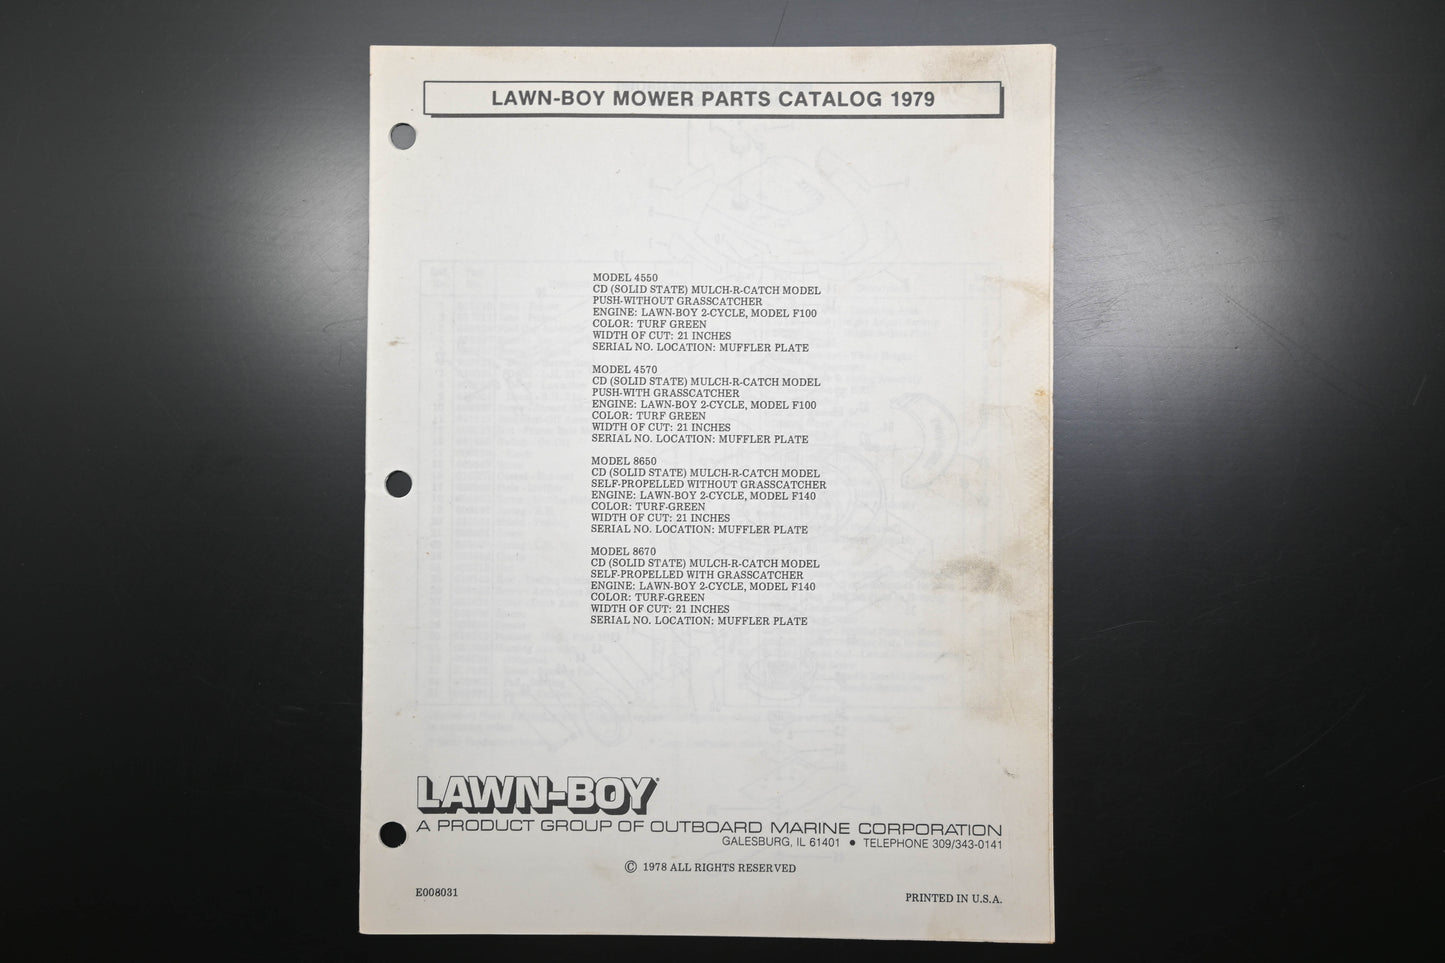 LAWN-BOY MOWER PARTS CATALOG 1979
MODEL 4550
CD (SOLID STATE) MULCH-R-CATCH MODEL
PUSH-WITHOUT GRASSCATCHER
ENGINE: LAWN-BOY 2-CYCLE, MODEL F100
COLOR: TURF GREEN
WIDTH OF CUT: 21 INCHES
SERIAL NO. LOCATION: MUFFLER PLATE
MODEL 4570
CD (SOLID STATE) MULCH-R-CATCH MODEL
PUSH-WITH GRASSCATCHER
ENGINE: LAWN-BOY 2-CYCLE, MODEL F100
COLOR: TURF GREEN
WIDTH OF CUT: 21 INCHES
SERIAL NO. LOCATION: MUFFLER PLATE
MODEL 8650
CD (SOLID STATE) MULCH-R-CATCH MODEL
SELF-PROPELLED WITHOUT GRASSCATCHER
ENGINE: LAWN-BOY 2-CYCLE, MODEL F140
COLOR: TURF-GREEN
WIDTH OF CUT: 21 INCHES
SERIAL NO. LOCATION: MUFFLER PLATE
MODEL 8670
CD (SOLID STATE) MULCH-R-CATCH MODEL
SELF-PROPELLED WITH GRASSCATCHER
ENGINE: LAWN-BOY 2-CYCLE, MODEL F140
COLOR: TURF-GREEN
WIDTH OF CUT: 21 INCHES
SERIAL NO. LOCATION: MUFFLER PLATE
LAWN-BOY®
A PRODUCT GROUP OF OUTBOARD MARINE CORPORATION
GALESBURG, IL 61401 • TELEPHONE 309/343-0141
© 1978 ALL RIGHTS RESERVED
E008031
PRINTED IN U.S.A.